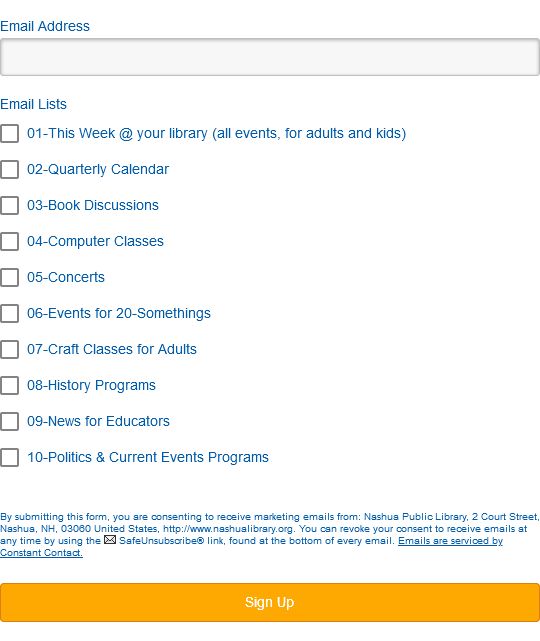 Email Address
Email Lists
01-This Week @ your library (all events, for adults and kids)
02-Quarterly Calendar
03-Book Discussions
04-Computer Classes
05-Concerts
06-Events for 20-Somethings
07-Craft Classes for Adults
08-History Programs
09-News for Educators
10-Politics & Current Events Programs
By submitting this form, you are consenting to receive marketing emails from: Nashua Public Library, 2 Court Street,
Nashua, NH, 03060 United States, http://www.nashualibrary.org. You can revoke your consent to receive emails at
any time by using the SafeUnsubscribe® link, found at the bottom of every email. Emails are serviced by
Constant Contact.
Sign Up